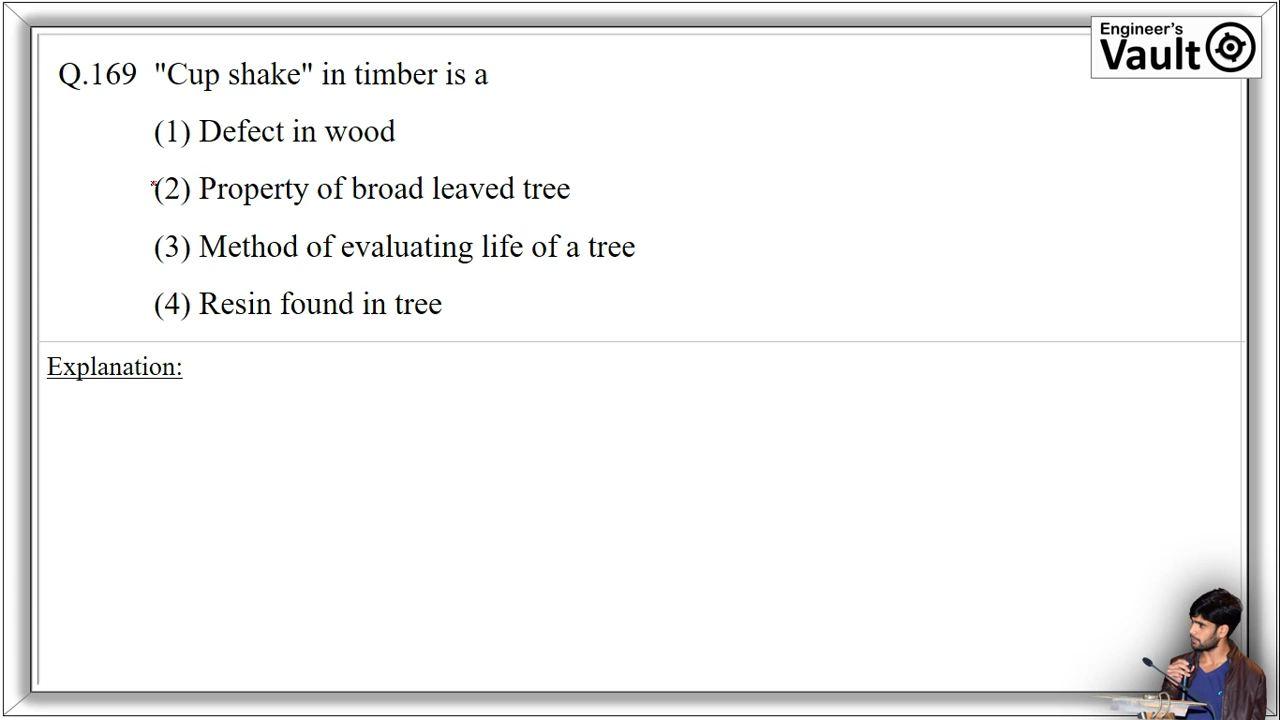 Engineer's
Vault
Q.169 "Cup shake" in timber is a
(1) Defect in wood
(2) Property of broad leaved tree
(3) Method of evaluating life of a tree
(4) Resin found in tree
Explanation: